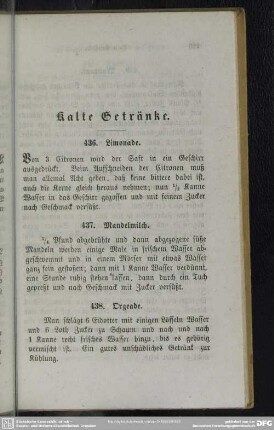 Kalte Getränke.
436. Limonade.
Von 3 Citronen wird der Saft in ein Geschirr
ausgedrückt. Beim Aufschneiden der Citronen muß
man allemal Acht geben, daß keine bittere dabei ist,
auch die Kerne gleich heraus nehmen; nun ½ Kanne
Wasser in das Geschirr gegossen und mit feinem Zucker
nach Geschmack versüßt.
437. Mandelmilch.
¼ Pfund abgebrühte und dann abgezogene süße
Mandeln werden einige Male in frischem Wasser ab-
geschwemmt und in einem Mörser mit etwas Wasser
ganz fein gestoßen; dann mit 1 Kanne Wasser verdünnt,
eine Stunde ruhig stehen lassen, dann durch ein Tuch
gepreßt und nach Geschmack mit Zucker versüßt.
438. Orgeade.
Man schlägt 6 Eidotter mit einigen Löffeln Wasser
und 6 Loth Zucker zu Schaum und nach und nach
1 Kanne recht frisches Wasser hinzu, bis es gehörig
vermischt ist. Ein gutes unschädliches Getränk zur
Kühlung.
DFG